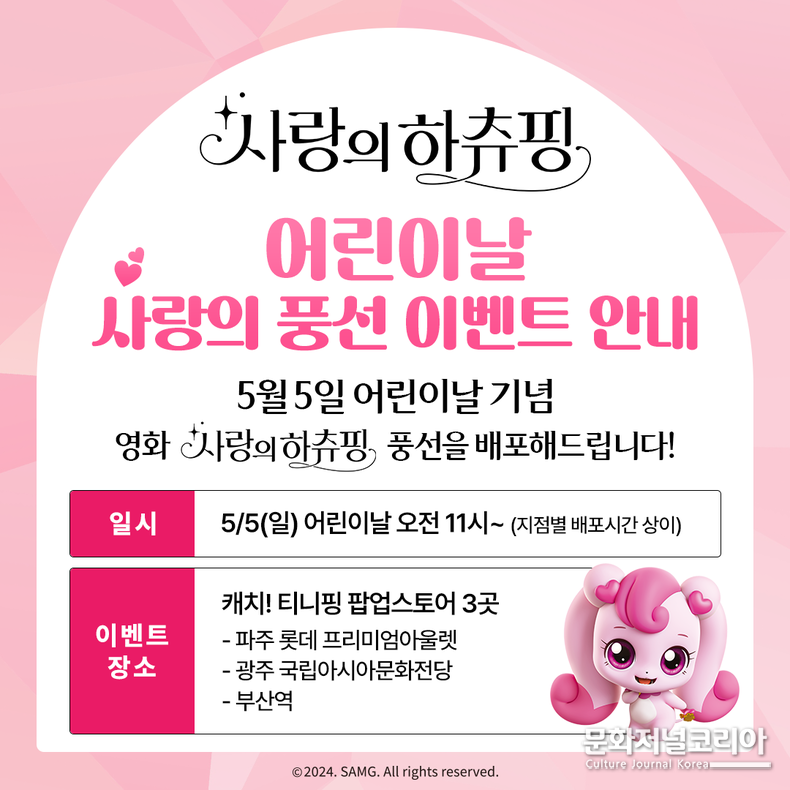 사랑의 하츄핑
어린이날
사랑의 풍선 이벤트 안내
5월 5일 어린이날 기념
영화 사랑의 하츄핑 풍선을 배포해드립니다!
일시
5/5(일) 어린이날 오전 11시~ (지점별 배포시간 상이)
이벤트
장소
캐치! 티니핑 팝업스토어 3곳
- 파주 롯데 프리미엄아울렛
- 광주 국립아시아문화전당
- 부산역
문화저널코리아
Culture Journal Korea
©2024. SAMG. All rights reserved.